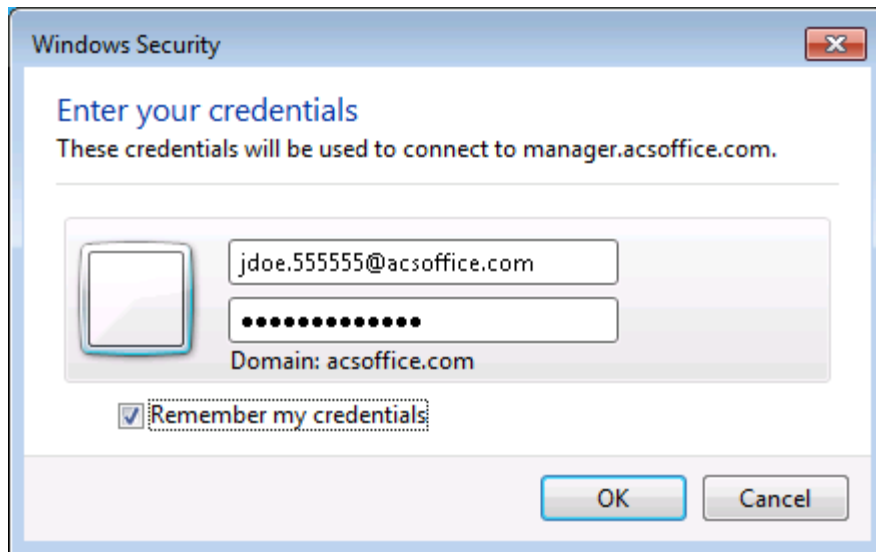 Windows Security
Enter your credentials
These credentials will be used to connect to manager.acsoffice.com.
jdoe.555555@acsoffice.com
●●●●●●●●●●●●●
Domain: acsoffice.com
Remember my credentials
OK Cancel